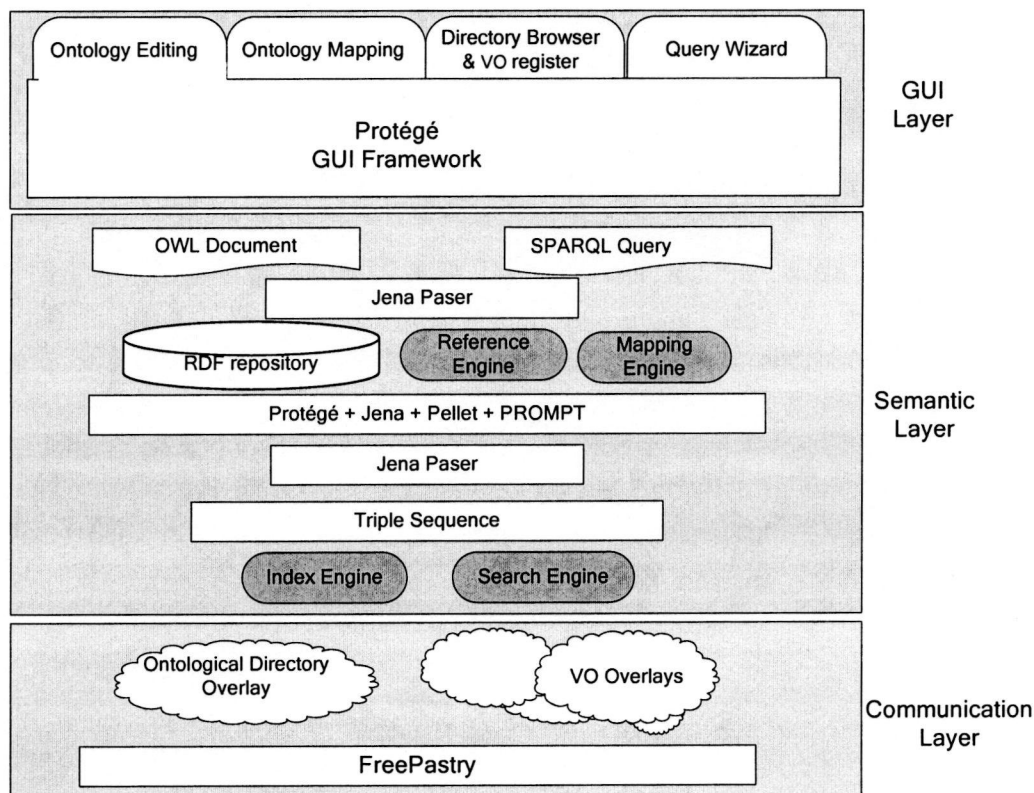 Ontology Editing
Ontology Mapping
Directory Browser
& VO register
Query Wizard
Protégé
GUI Framework
GUI
Layer
OWL Document
SPARQL Query
Jena Paser
RDF repository
Reference
Engine
Mapping
Engine
Protégé + Jena + Pellet + PROMPT
Jena Paser
Triple Sequence
Index Engine
Search Engine
Semantic
Layer
Ontological Directory
Overlay
VO Overlays
FreePastry
Communication
Layer